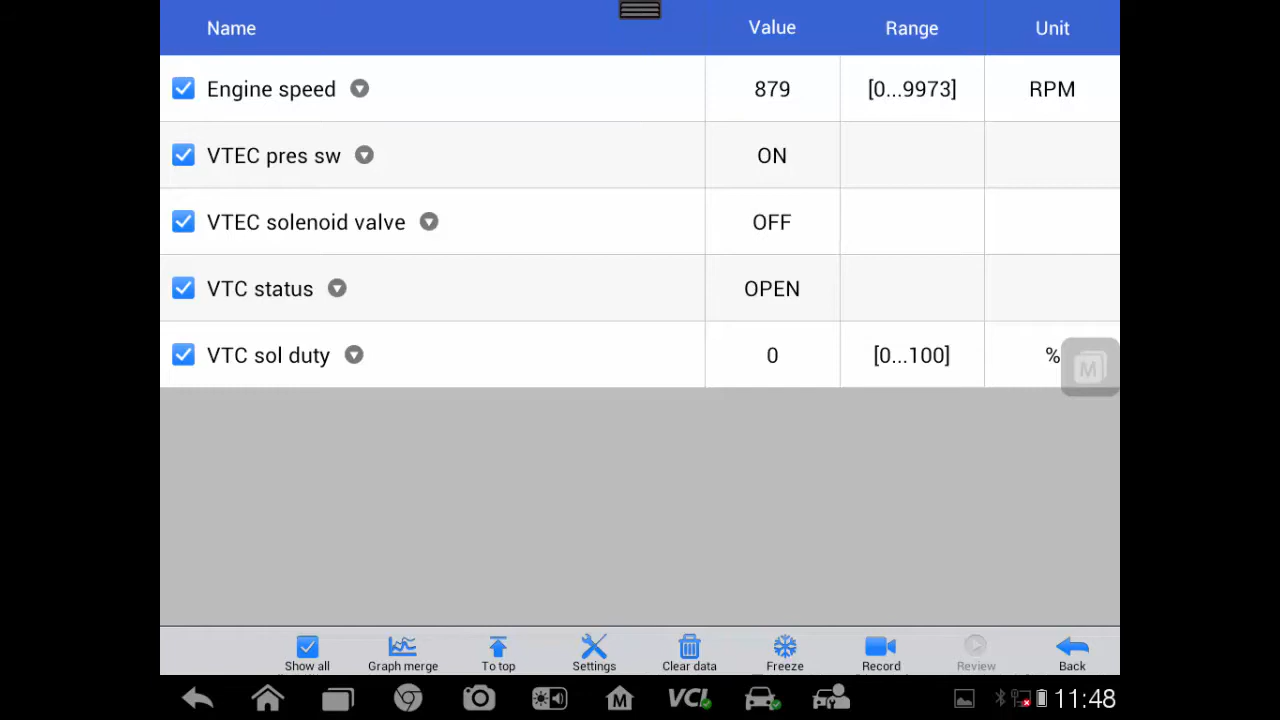 Name Value Range Unit
Engine speed 879 [0...9973] RPM
VTEC pres sw ON
VTEC solenoid valve OFF
VTC status OPEN
VTC sol duty 0 [0...100] %
M
Show all Graph merge To top Settings Clear data Freeze Record Review Back
M VCI 11:48